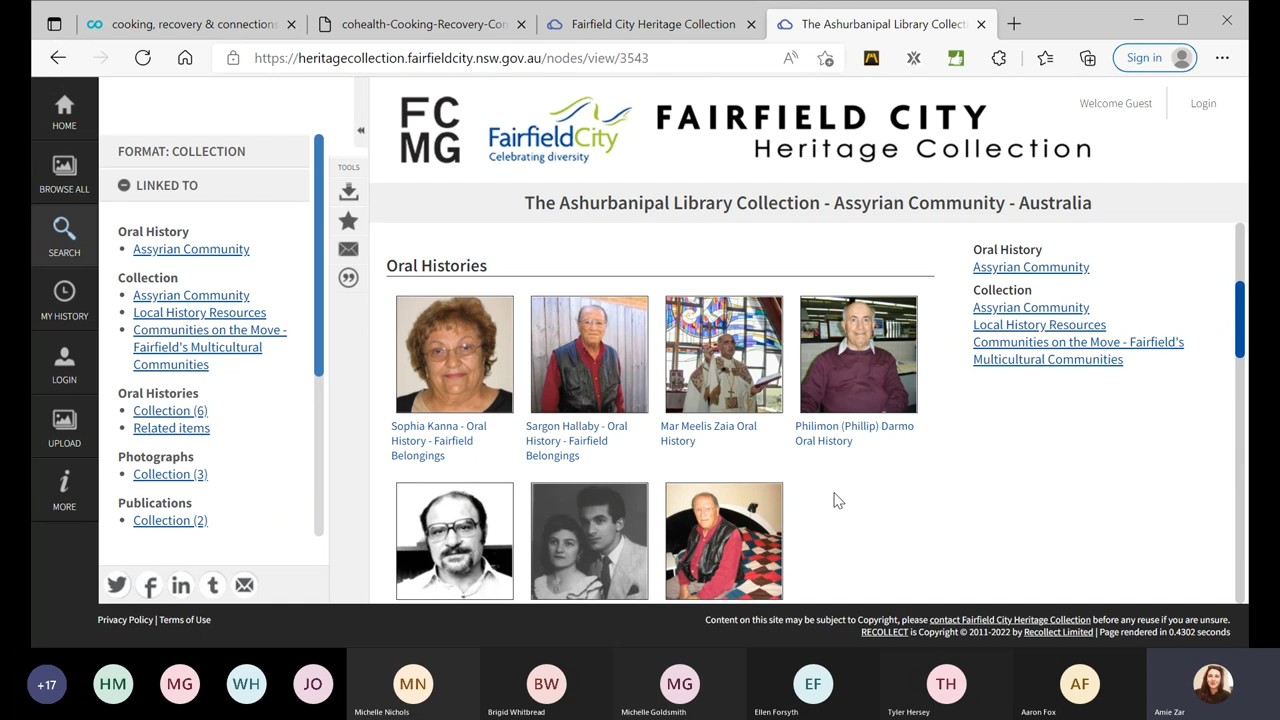 cooking, recovery & connections
cohealth-Cooking-Recovery-Con
Fairfield City Heritage Collection
The Ashurbanipal Library Collecti
https://heritagecollection.fairfieldcity.nsw.gov.au/nodes/view/3543
Sign in
HOME
BROWSE ALL
SEARCH
MY HISTORY
LOGIN
UPLOAD
MORE
FORMAT: COLLECTION
LINKED TO
Oral History
Assyrian Community
Collection
Assyrian Community
Local History Resources
Communities on the Move -
Fairfield's Multicultural
Communities
Oral Histories
Collection (6)
Related items
Photographs
Collection (3)
Publications
Collection (2)
TOOLS
FC
MG
FairfieldCity
Celebrating diversity
FAIRFIELD CITY
Heritage Collection
Welcome Guest
Login
The Ashurbanipal Library Collection - Assyrian Community - Australia
Oral Histories
Sophia Kanna - Oral
History - Fairfield
Belongings
Sargon Hallaby - Oral
History - Fairfield
Belongings
Mar Meelis Zaia Oral
History
Philimon (Phillip) Darmo
Oral History
Oral History
Assyrian Community
Collection
Assyrian Community
Local History Resources
Communities on the Move - Fairfield's
Multicultural Communities
Privacy Policy | Terms of Use
Content on this site may be subject to Copyright, please contact Fairfield City Heritage Collection before any reuse if you are unsure.
RECOLLECT is Copyright © 2011-2022 by Recollect Limited | Page rendered in 0.4302 seconds
+17
HM
MG
WH
JO
MN
Michelle Nichols
BW
Brigid Whitbread
MG
Michelle Goldsmith
EF
Ellen Forsyth
TH
Tyler Hersey
AF
Aaron Fox
Amie Zar